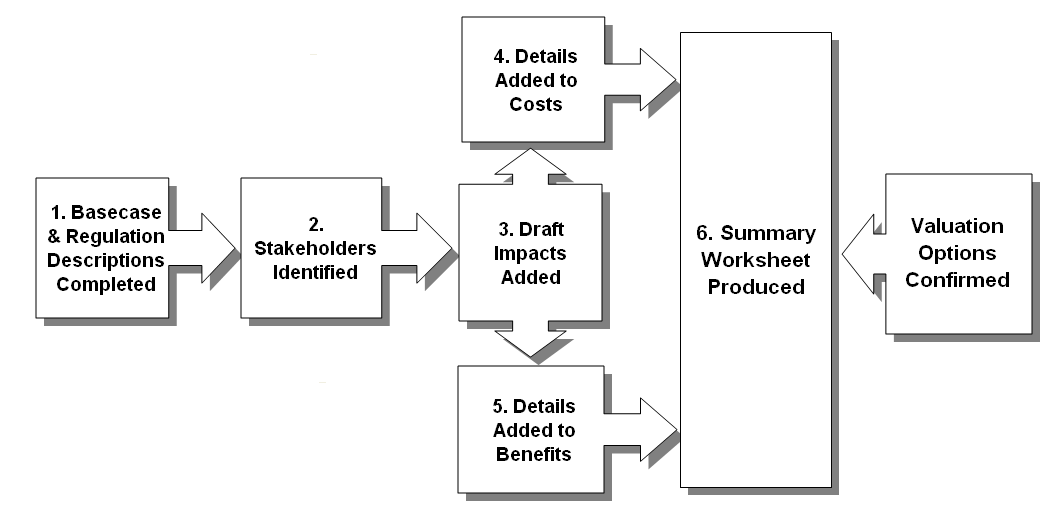 1. Basecase
& Regulation
Descriptions
Completed
2.
Stakeholders
Identified
3. Draft
Impacts
Added
4. Details
Added to
Costs
5. Details
Added to
Benefits
6. Summary
Worksheet
Produced
Valuation
Options
Confirmed